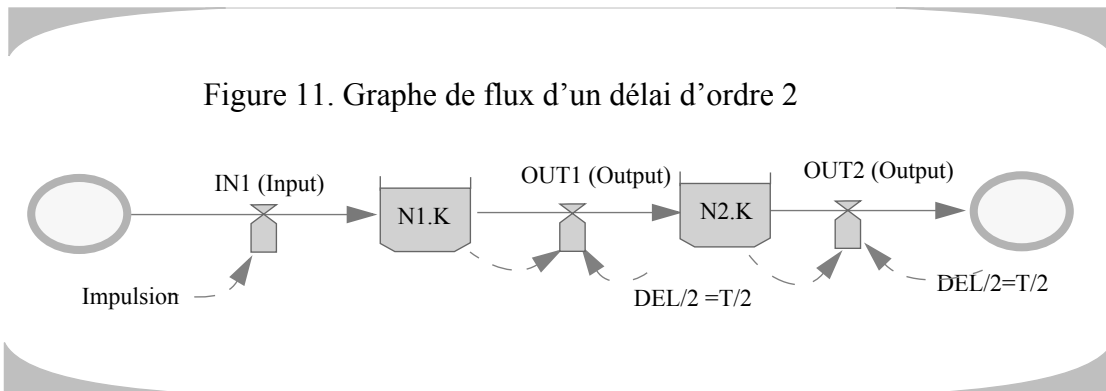 Figure 11. Graphe de flux d’un délai d’ordre 2
IN1 (Input)
OUT1 (Output)
OUT2 (Output)
N1.K
N2.K
Impulsion
DEL/2 =T/2
DEL/2=T/2